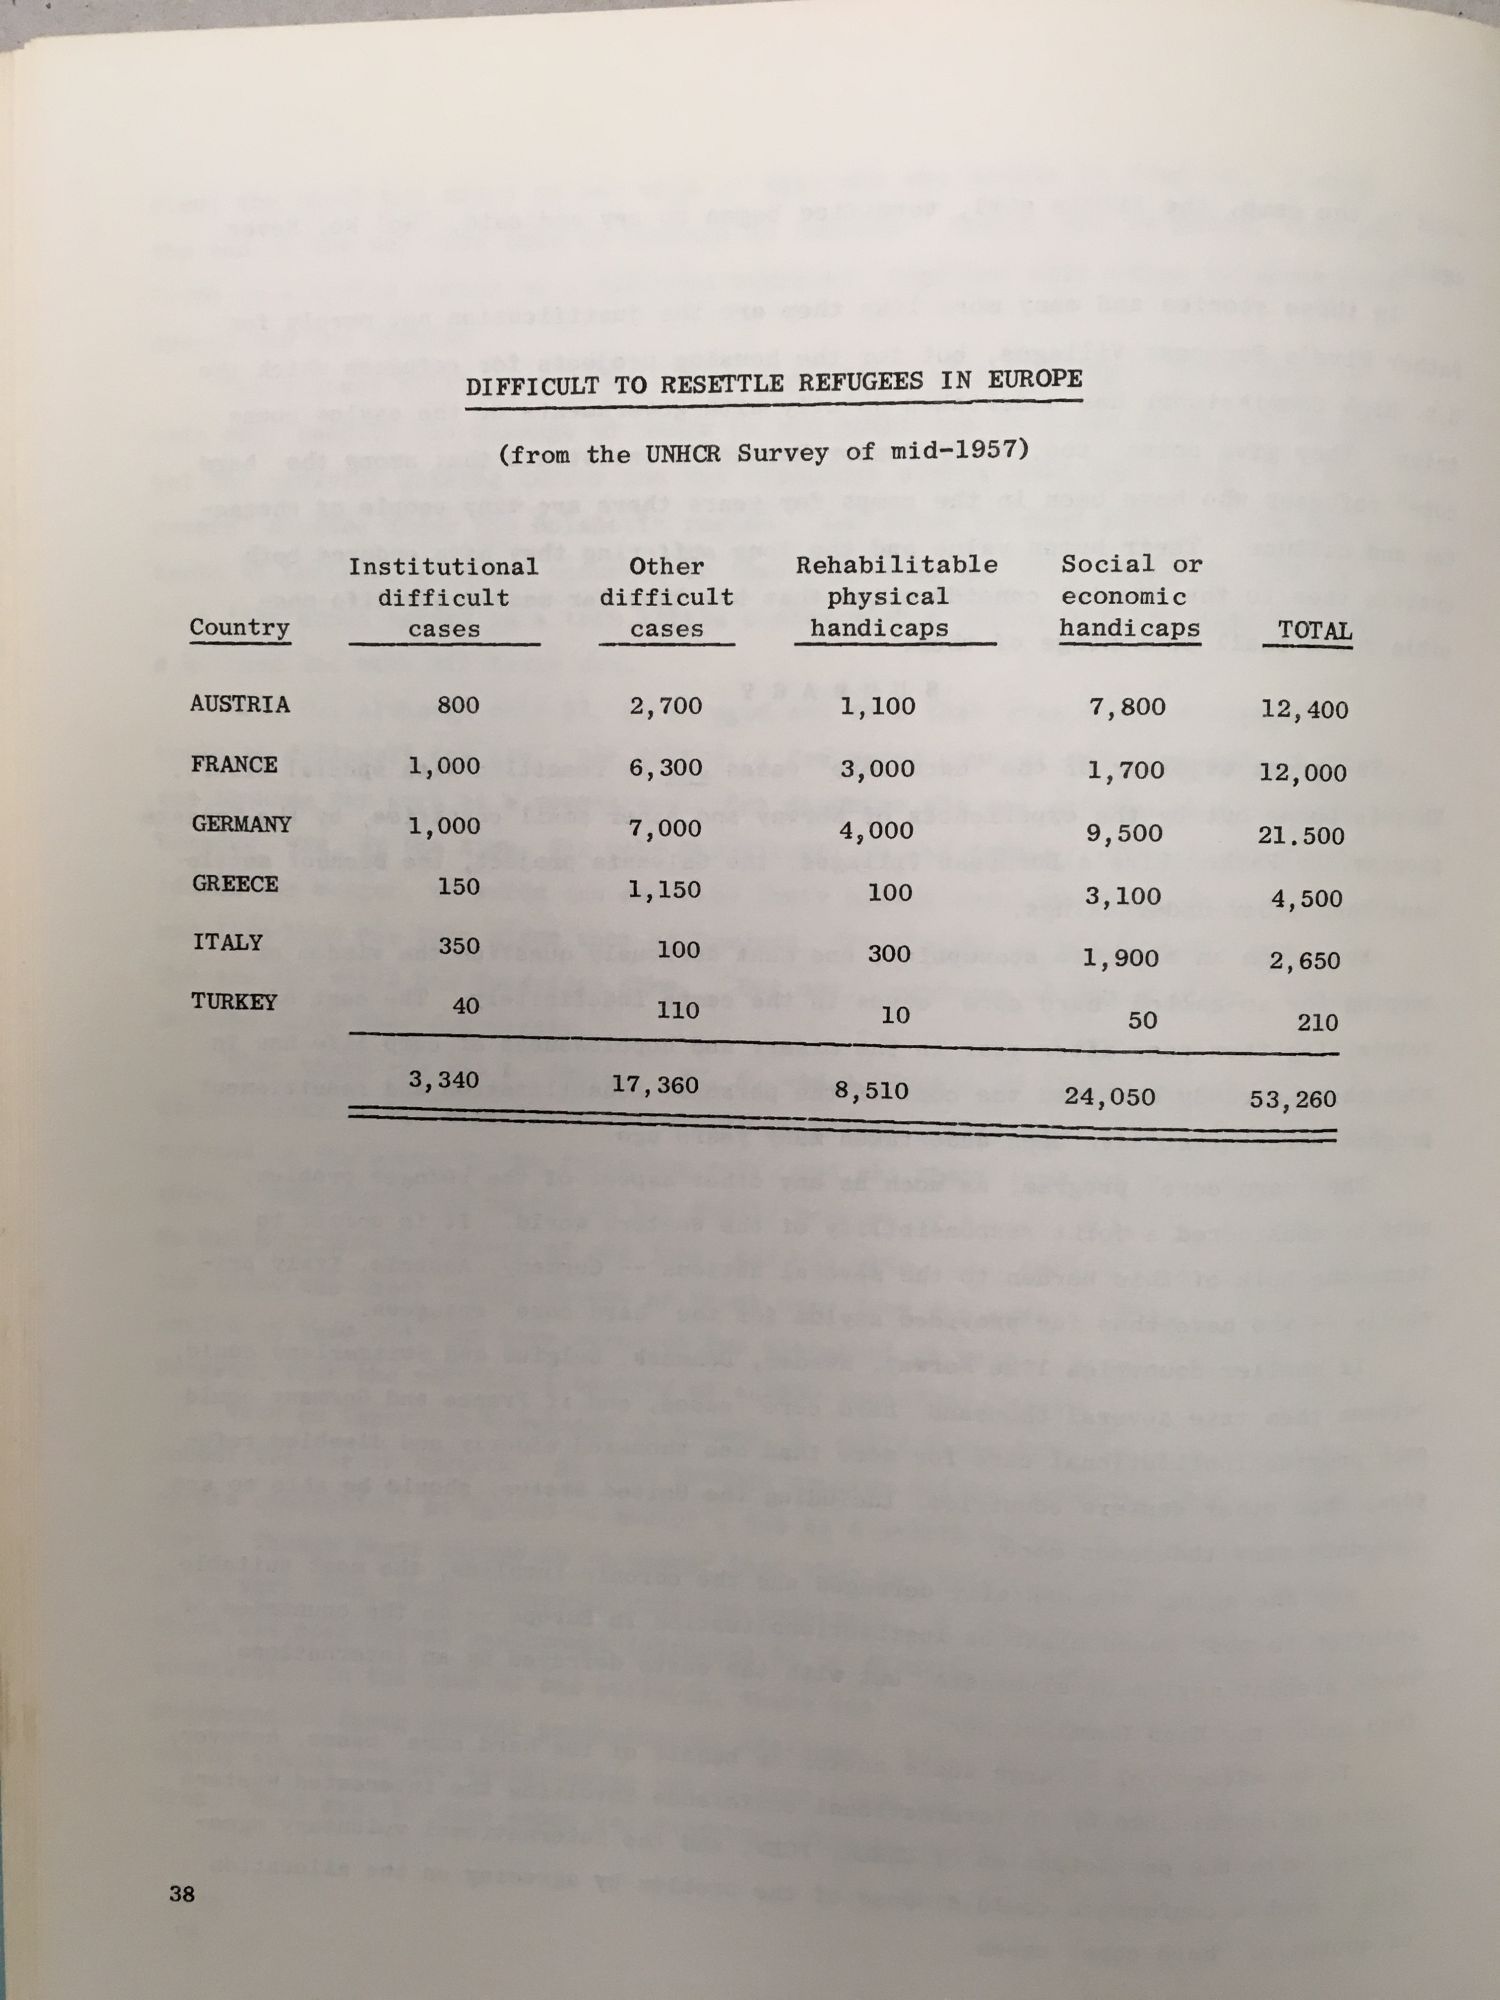 DIFFICULT TO RESETTLE REFUGEES IN EUROPE
(from the UNHCR Survey of mid-1957)
Institutional Other Rehabilitable Social or
difficult difficult physical economic
Country cases cases handicaps handicaps TOTAL
AUSTRIA 800 2,700 1,100 7,800 12,400
FRANCE 1,000 6,300 3,000 1,700 12,000
GERMANY 1,000 7,000 4,000 9,500 21.500
GREECE 150 1,150 100 3,100 4,500
ITALY 350 100 300 1,900 2,650
TURKEY 40 110 10 50 210
3,340 17,360 8,510 24,050 53,260
38